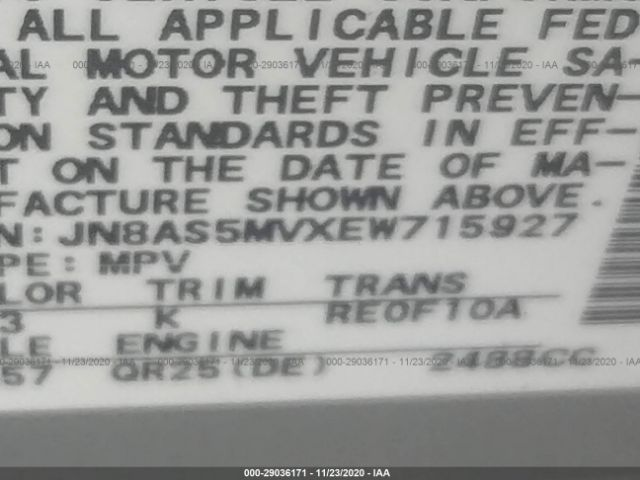 ALL APPLICABLE FED
AL MOTOR VEHICLE SA
TY AND THEFT PREVEN-
ON STANDARDS IN EFF-
T ON THE DATE OF MA-
FACTURE SHOWN ABOVE.
N: JN8AS5MVXEW715927
PE: MPV
LOR TRIM TRANS
3 K RE0F10A
LE ENGINE
57 QR25(DE) 2488CC
000-29036171 - 11/23/2020 - IAA